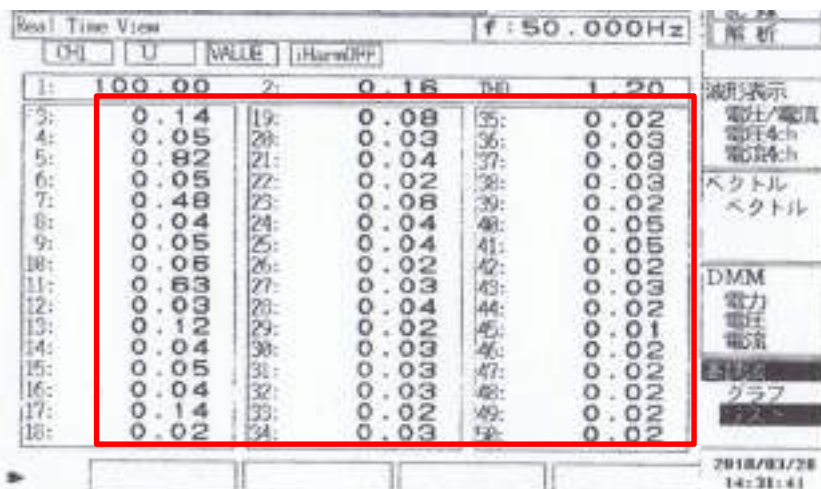 Real Time View f:50.000Hz
CH1 U VALUE iHarmOFF
1: 100.00 2: 0.16 THD 1.20
3: 0.14 19: 0.08 35: 0.02
4: 0.05 20: 0.03 36: 0.03
5: 0.82 21: 0.04 37: 0.03
6: 0.05 22: 0.02 38: 0.03
7: 0.48 23: 0.08 39: 0.02
8: 0.04 24: 0.04 40: 0.05
9: 0.05 25: 0.04 41: 0.05
10: 0.06 26: 0.02 42: 0.02
11: 0.63 27: 0.03 43: 0.03
12: 0.03 28: 0.04 44: 0.02
13: 0.12 29: 0.02 45: 0.01
14: 0.04 30: 0.03 46: 0.02
15: 0.05 31: 0.03 47: 0.02
16: 0.04 32: 0.03 48: 0.02
17: 0.14 33: 0.02 49: 0.02
18: 0.02 34: 0.03 50: 0.02
解析
波形表示
電圧/電流
電圧4ch
電流4ch
ベクトル
ベクトル
DMM
電力
電圧
電流
グラフ
リスト
2018/03/20
14:31:41